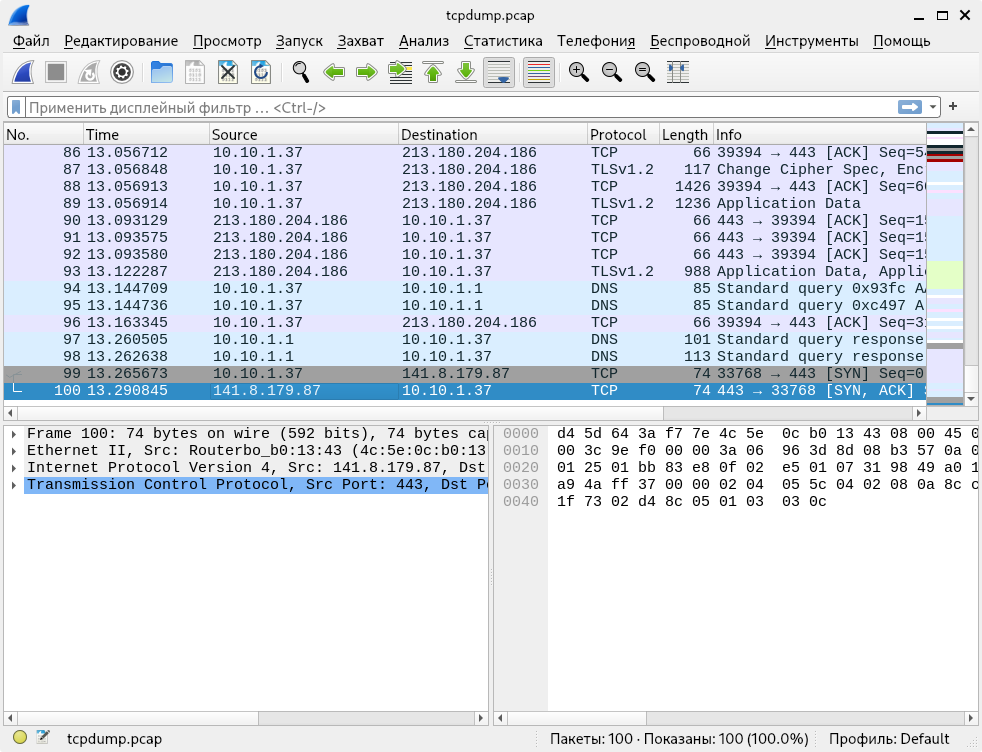 tcpdump.pcap
Файл Редактирование Просмотр Запуск Захват Анализ Статистика Телефония Беспроводной Инструменты Помощь
Применить дисплейный фильтр … <Ctrl-/>
No. Time Source Destination Protocol Length Info
86 13.056712 10.10.1.37 213.180.204.186 TCP 66 39394 → 443 [ACK]
87 13.056848 10.10.1.37 213.180.204.186 TLSv1.2 117 Change Cipher Spec, Enc
88 13.056913 10.10.1.37 213.180.204.186 TCP 1426 39394 → 443 [ACK]
89 13.056914 10.10.1.37 213.180.204.186 TLSv1.2 1236 Application Data
90 13.093129 213.180.204.186 10.10.1.37 TCP 66 443 → 39394 [ACK]
91 13.093575 213.180.204.186 10.10.1.37 TCP 66 443 → 39394 [ACK]
92 13.093580 213.180.204.186 10.10.1.37 TCP 66 443 → 39394 [ACK]
93 13.122287 213.180.204.186 10.10.1.37 TLSv1.2 988 Application Data, Appli
94 13.144709 10.10.1.37 10.10.1.1 DNS 85 Standard query 0x93fc
95 13.144736 10.10.1.37 10.10.1.1 DNS 85 Standard query 0xc497 A
96 13.163345 10.10.1.37 213.180.204.186 TCP 66 39394 → 443 [ACK]
97 13.260505 10.10.1.1 10.10.1.37 DNS 101 Standard query response
98 13.262638 10.10.1.1 10.10.1.37 DNS 113 Standard query response
99 13.265673 10.10.1.37 141.8.179.87 TCP 74 33768 → 443 [SYN] Seq=0
100 13.290845 141.8.179.87 10.10.1.37 TCP 74 443 → 33768 [SYN, ACK]
Frame 100: 74 bytes on wire (592 bits), 74 bytes cap
Ethernet II, Src: Routerbo_b0:13:43 (4c:5e:0c:b0:13
Internet Protocol Version 4, Src: 141.8.179.87, Dst
Transmission Control Protocol, Src Port: 443, Dst
0000 d4 5d 64 3a f7 7e 4c 5e 0c b0 13 43 08 00 45
0010 00 3c 9e f0 00 00 3a 06 96 3d 8d 08 b3 57 0a
0020 01 25 01 bb 83 e8 0f 02 e5 01 07 31 98 49 a0
0030 a9 4a ff 37 00 00 02 04 05 5c 04 02 08 0a 8c
0040 1f 73 02 d4 8c 05 01 03 03 0c
tcpdump.pcap Пакеты: 100 · Показаны: 100 (100.0%) Профиль: Default